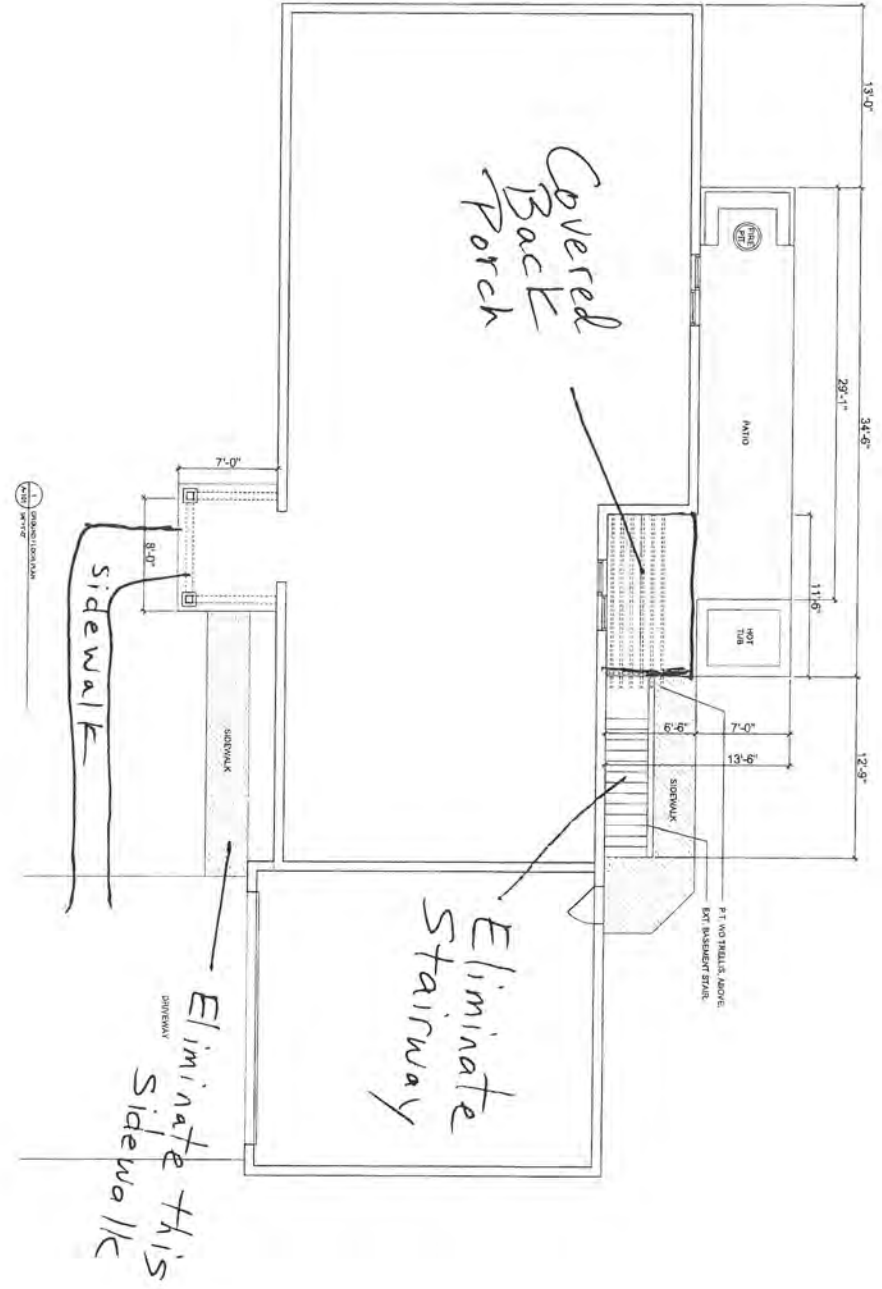 13'-0"
34'-6"
12'-9"
29'-1"
11'-6"
FIRE
PIT
PATIO
HOT
TUB
Covered
Back
Porch
6'-6"
7'-0"
13'-6"
SIDEWALK
P.T. WD TRELLIS, ABOVE.
EXT. BASEMENT STAIR.
Eliminate
Stairway
7'-0"
8'-0"
Sidewalk
SIDEWALK
DRIVEWAY
Eliminate this
Sidewalk
1
A-101
GROUND FLOOR PLAN